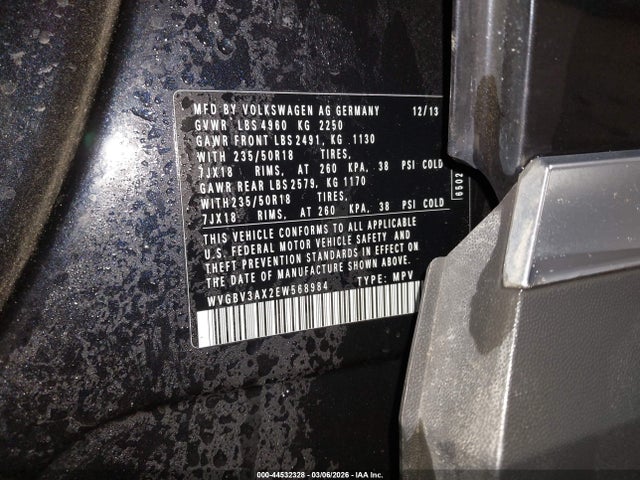 MFD BY VOLKSWAGEN AG GERMANY 12/13
GVWR LBS 4960 KG 2250
GAWR FRONT LBS 2491, KG 1130
WITH 235/50R18 TIRES,
7JX18 RIMS, AT 260 KPA, 38 PSI COLD
GAWR REAR LBS 2579, KG 1170
WITH 235/50R18 TIRES,
7JX18 RIMS, AT 260 KPA, 38 PSI COLD
6502
THIS VEHICLE CONFORMS TO ALL APPLICABLE
U.S. FEDERAL MOTOR VEHICLE SAFETY AND
THEFT PREVENTION STANDARDS IN EFFECT ON
THE DATE OF MANUFACTURE SHOWN ABOVE.
WVGBV3AX2EW568984 TYPE: MPV
000-44532328 - 03/06/2026 - IAA Inc.